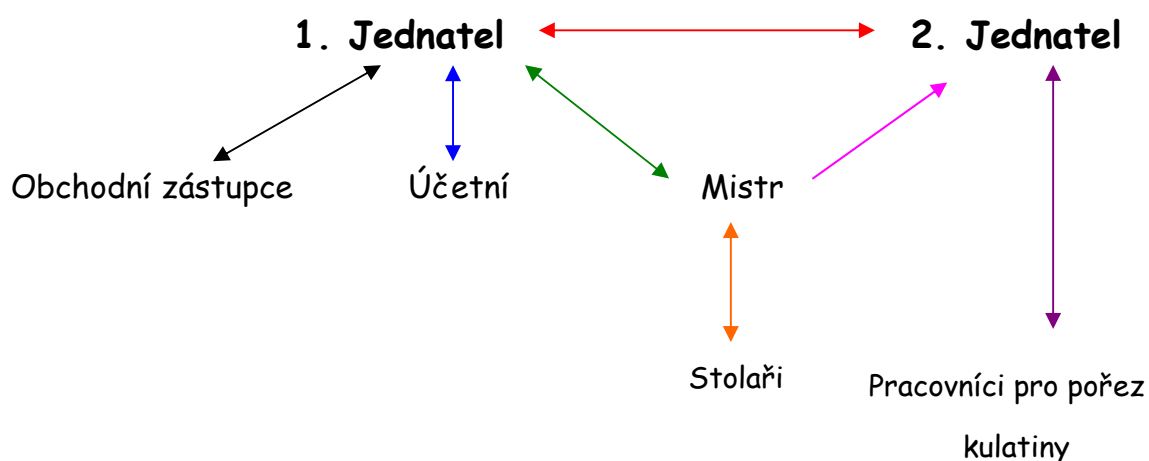 1. Jednatel
2. Jednatel
Obchodní zástupce
Účetní
Mistr
Stolaři
Pracovníci pro pořez
kulatiny